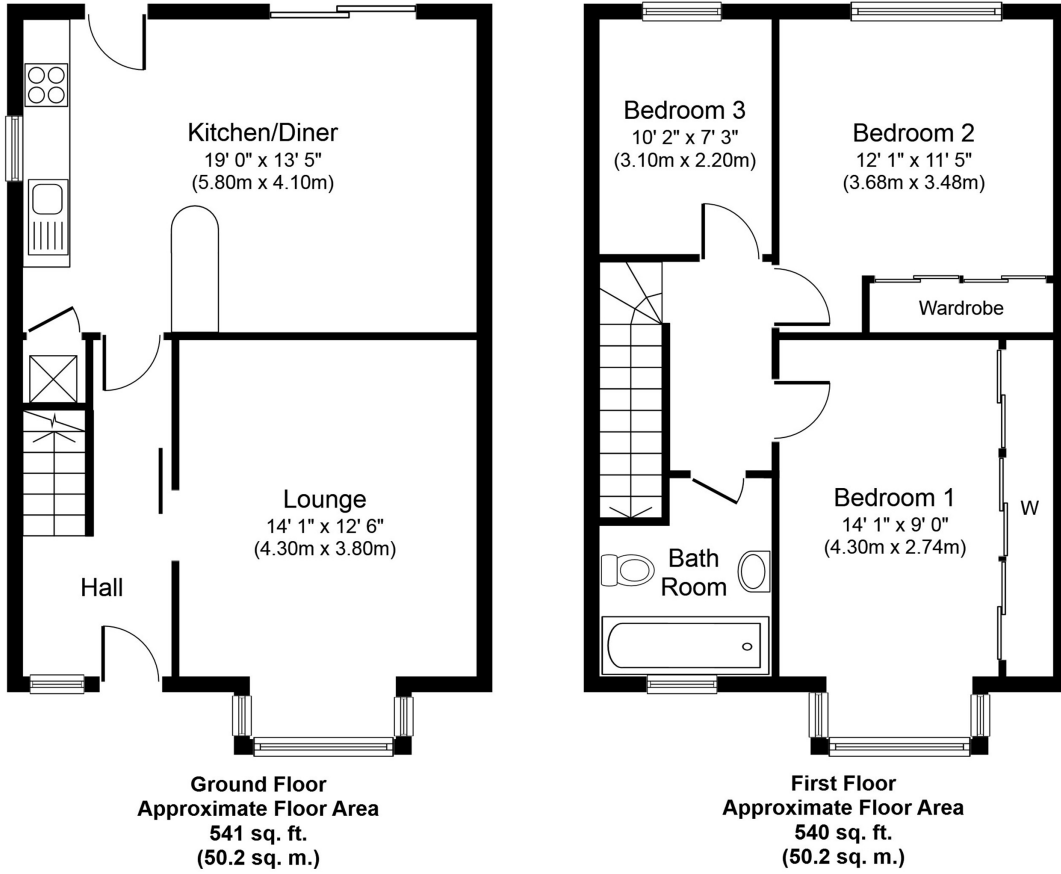 Kitchen/Diner
19' 0" x 13' 5"
(5.80m x 4.10m)
Lounge
14' 1" x 12' 6"
(4.30m x 3.80m)
Hall
Ground Floor
Approximate Floor Area
541 sq. ft.
(50.2 sq. m.)
Bedroom 3
10' 2" x 7' 3"
(3.10m x 2.20m)
Bedroom 2
12' 1" x 11' 5"
(3.68m x 3.48m)
Wardrobe
Bedroom 1
14' 1" x 9' 0"
(4.30m x 2.74m)
W
Bath
Room
First Floor
Approximate Floor Area
540 sq. ft.
(50.2 sq. m.)